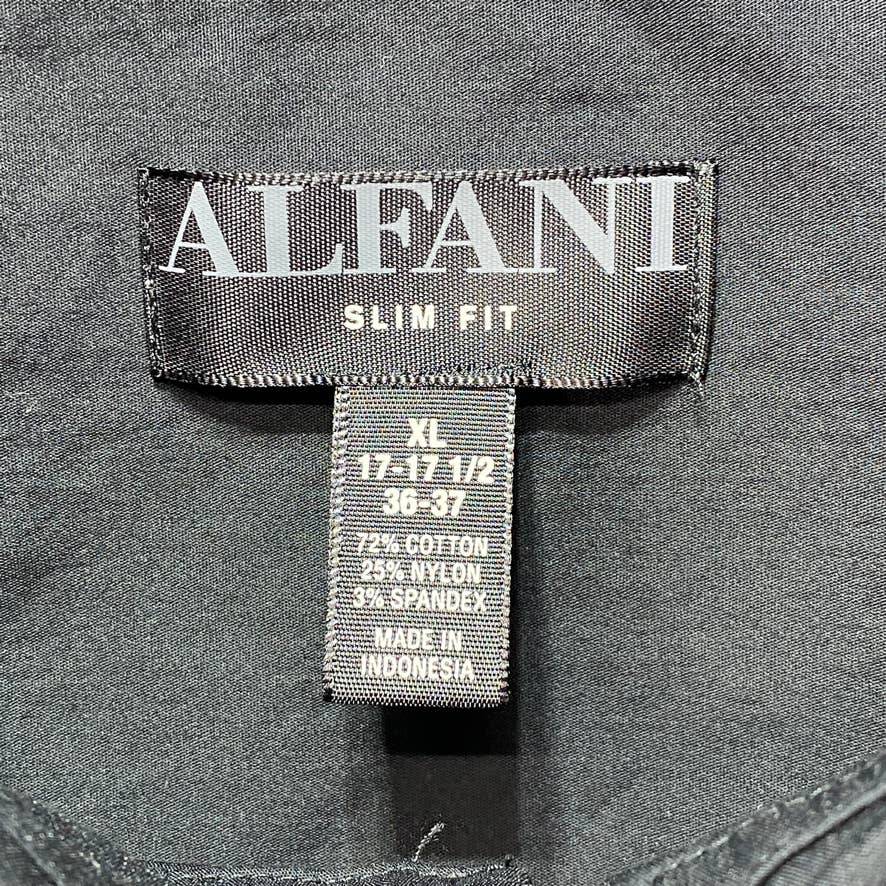 ALFANI
SLIM FIT
XL
17-17 1/2
36-37
72% COTTON
25% NYLON
3% SPANDEX
MADE IN
INDONESIA